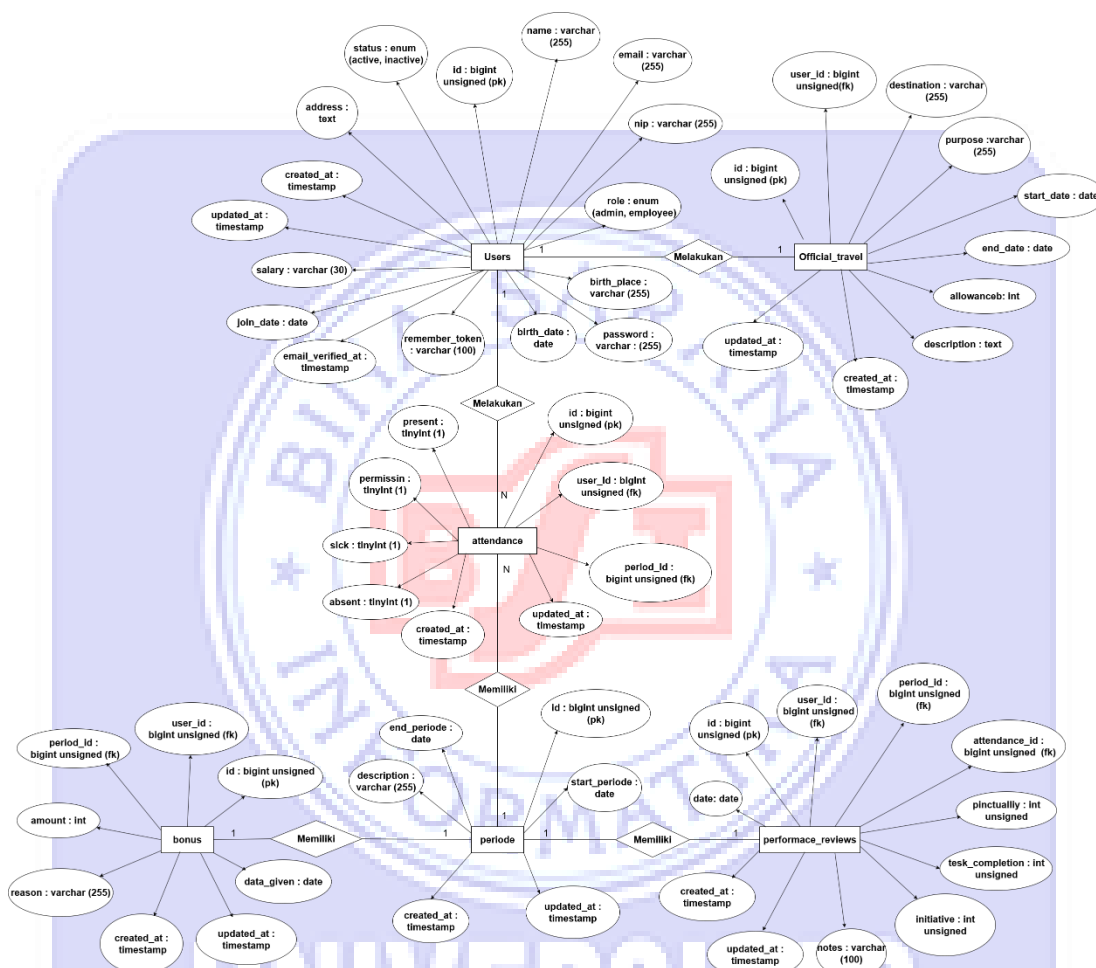 name : varchar
(255)
status : enum
(active, inactive)
id : bigint
unsigned (pk)
email : varchar
(255)
user_id : bigint
unsigned(fk)
destination : varchar
(255)
address :
text
nip : varchar (255)
purpose :varchar
(255)
id : bigint
unsigned (pk)
created_at :
timestamp
role : enum
(admin, employee)
start_date : date
updated_at :
timestamp
Users
1
Melakukan
1
Official_travel
end_date : date
salary : varchar (30)
1
birth_place :
varchar (255)
allowanceb: int
join_date : date
remember_token
: varchar (100)
birth_date :
date
password :
varchar : (255)
updated_at :
timestamp
description : text
email_verified_at :
timestamp
created_at :
timestamp
Melakukan
present :
tinyint (1)
id : bigint
unsigned (pk)
permissin :
tinyint (1)
user_id : bigint
unsigned (fk)
N
sick : tinyint (1)
attendance
N
period_id :
bigint unsigned (fk)
absent : tinyint (1)
created_at :
timestamp
updated_at :
timestamp
Memiliki
id : bigint unsigned
(pk)
period_id :
bigint unsigned
(fk)
user_id :
bigint unsigned
(fk)
id : bigint
unsigned (pk)
end_periode :
date
user_id :
bigint unsigned (fk)
period_id :
bigint unsigned (fk)
attendance_id :
bigint unsigned (fk)
id : bigint unsigned
(pk)
description :
varchar (255)
start_periode :
date
date: date
pinctuallly : int
unsigned
amount : int
1
bonus
1
Memiliki
1
periode
1
Memiliki
1
performace_reviews
tesk_completion : int
unsigned
reason : varchar (255)
data_given : date
created_at :
timestamp
initiative : int
unsigned
created_at :
timestamp
updated_at :
timestamp
created_at :
timestamp
updated_at :
timestamp
updated_at :
timestamp
notes : varchar
(100)
BINA SARANA
INFORMATIKA
BSI